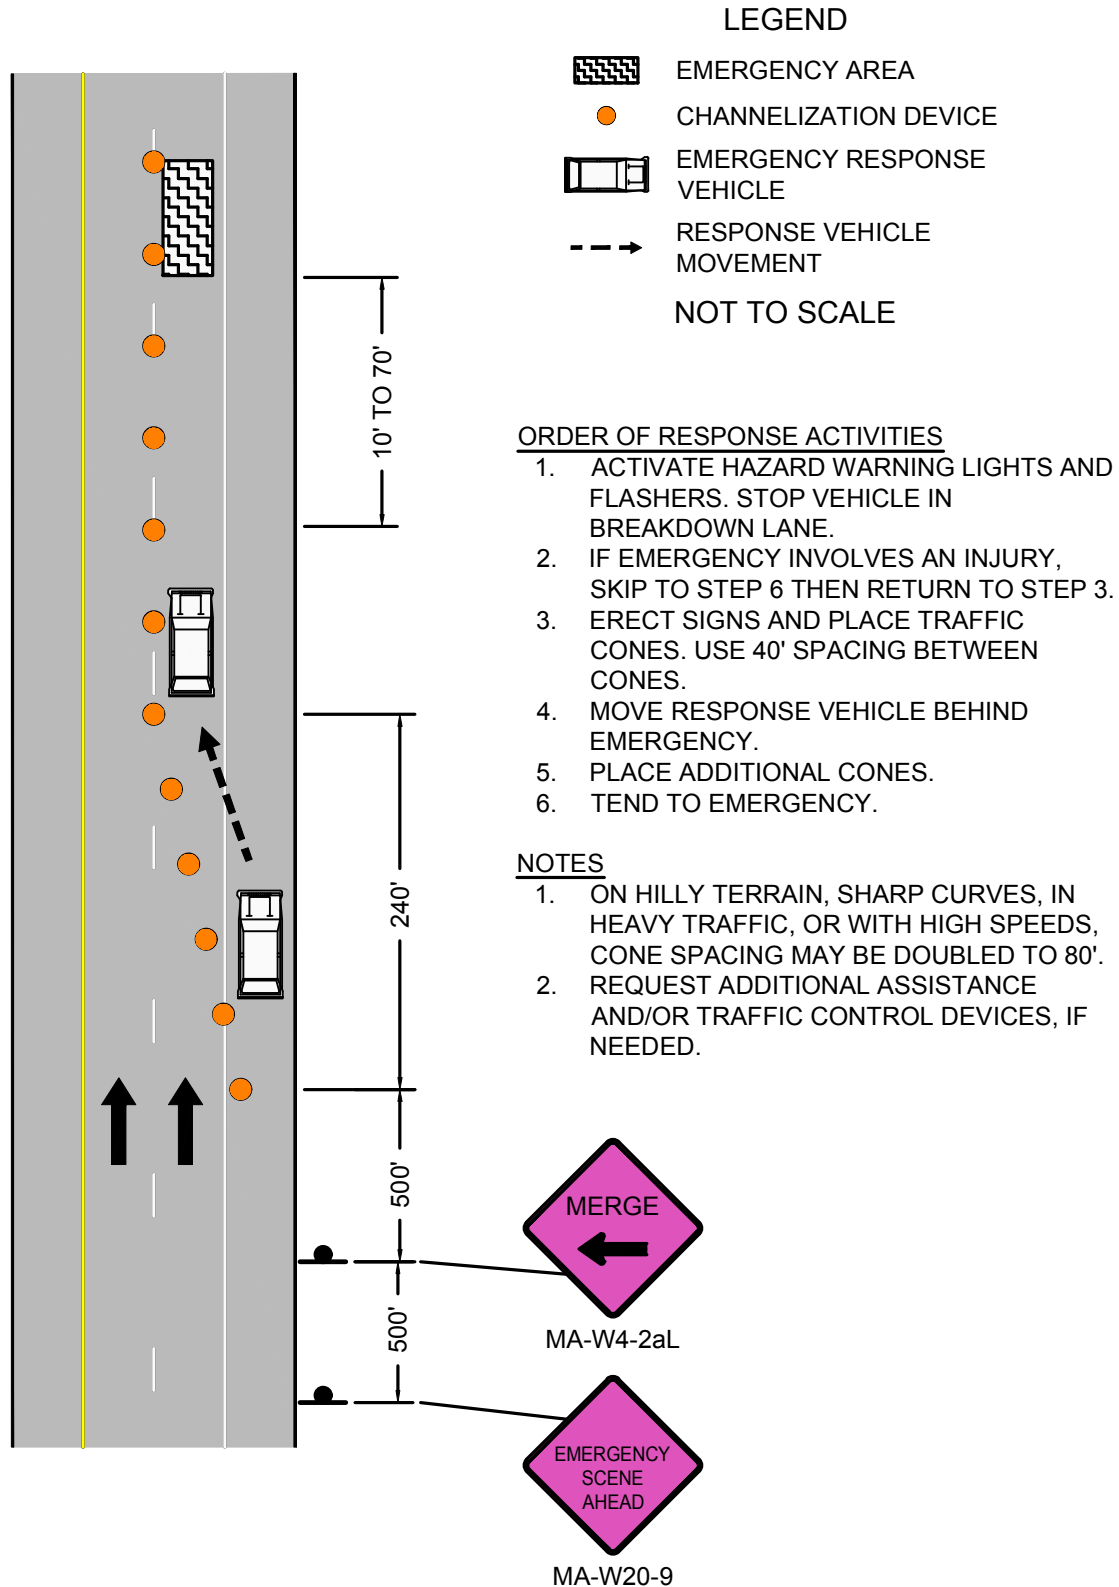 LEGEND
EMERGENCY AREA
CHANNELIZATION DEVICE
EMERGENCY RESPONSE
VEHICLE
RESPONSE VEHICLE
MOVEMENT
NOT TO SCALE
10' TO 70'
ORDER OF RESPONSE ACTIVITIES
1. ACTIVATE HAZARD WARNING LIGHTS AND
FLASHERS. STOP VEHICLE IN
BREAKDOWN LANE.
2. IF EMERGENCY INVOLVES AN INJURY,
SKIP TO STEP 6 THEN RETURN TO STEP 3.
3. ERECT SIGNS AND PLACE TRAFFIC
CONES. USE 40' SPACING BETWEEN
CONES.
4. MOVE RESPONSE VEHICLE BEHIND
EMERGENCY.
5. PLACE ADDITIONAL CONES.
6. TEND TO EMERGENCY.
240'
NOTES
1. ON HILLY TERRAIN, SHARP CURVES, IN
HEAVY TRAFFIC, OR WITH HIGH SPEEDS,
CONE SPACING MAY BE DOUBLED TO 80'.
2. REQUEST ADDITIONAL ASSISTANCE
AND/OR TRAFFIC CONTROL DEVICES, IF
NEEDED.
500'
MERGE
MA-W4-2aL
500'
EMERGENCY
SCENE
AHEAD
MA-W20-9